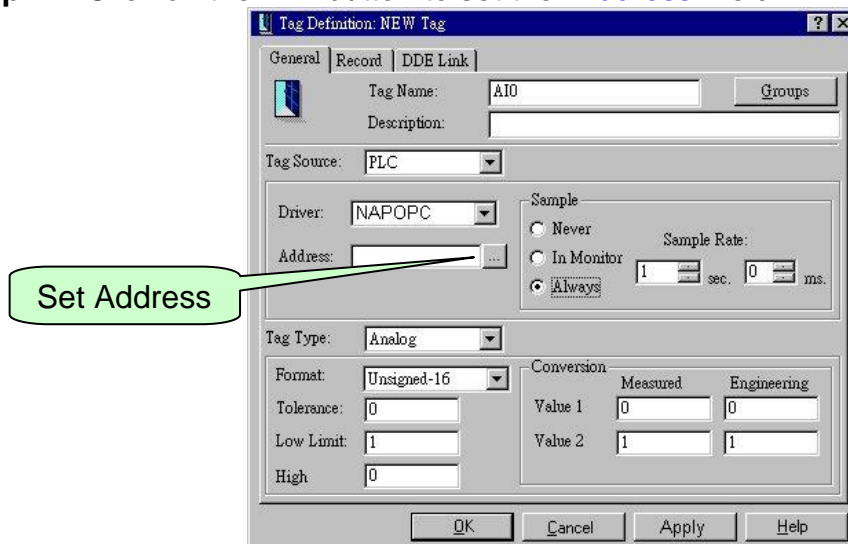 Tag Definition: NEW Tag
General Record DDE Link
Tag Name: AI0 Groups
Description:
Tag Source: PLC
Driver: NAPOPC
Address: ...
Sample
Never
In Monitor
Always
Sample Rate:
1 sec. 0 ms.
Set Address
Tag Type: Analog
Format: Unsigned-16
Tolerance: 0
Low Limit: 1
High 0
Conversion
Measured Engineering
Value 1 0 0
Value 2 1 1
OK Cancel Apply Help